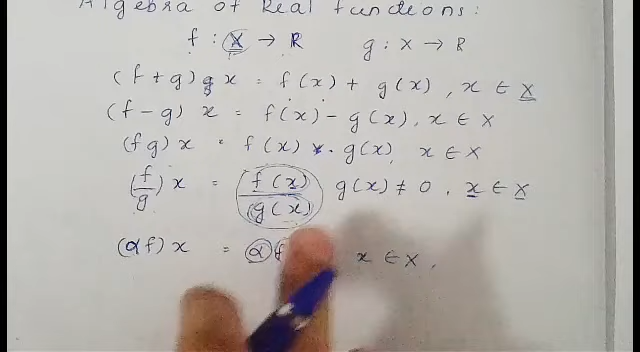 Algebra of Real functions:
f : X → R g : X → R
(f + g) x = f(x) + g(x), x ∈ X
(f - g) x = f(x) - g(x), x ∈ X
(fg) x = f(x) . g(x), x ∈ X
(f/g) x = f(x)/(g(x)) g(x) ≠ 0, x ∈ X
(αf) x = α f x ∈ X.